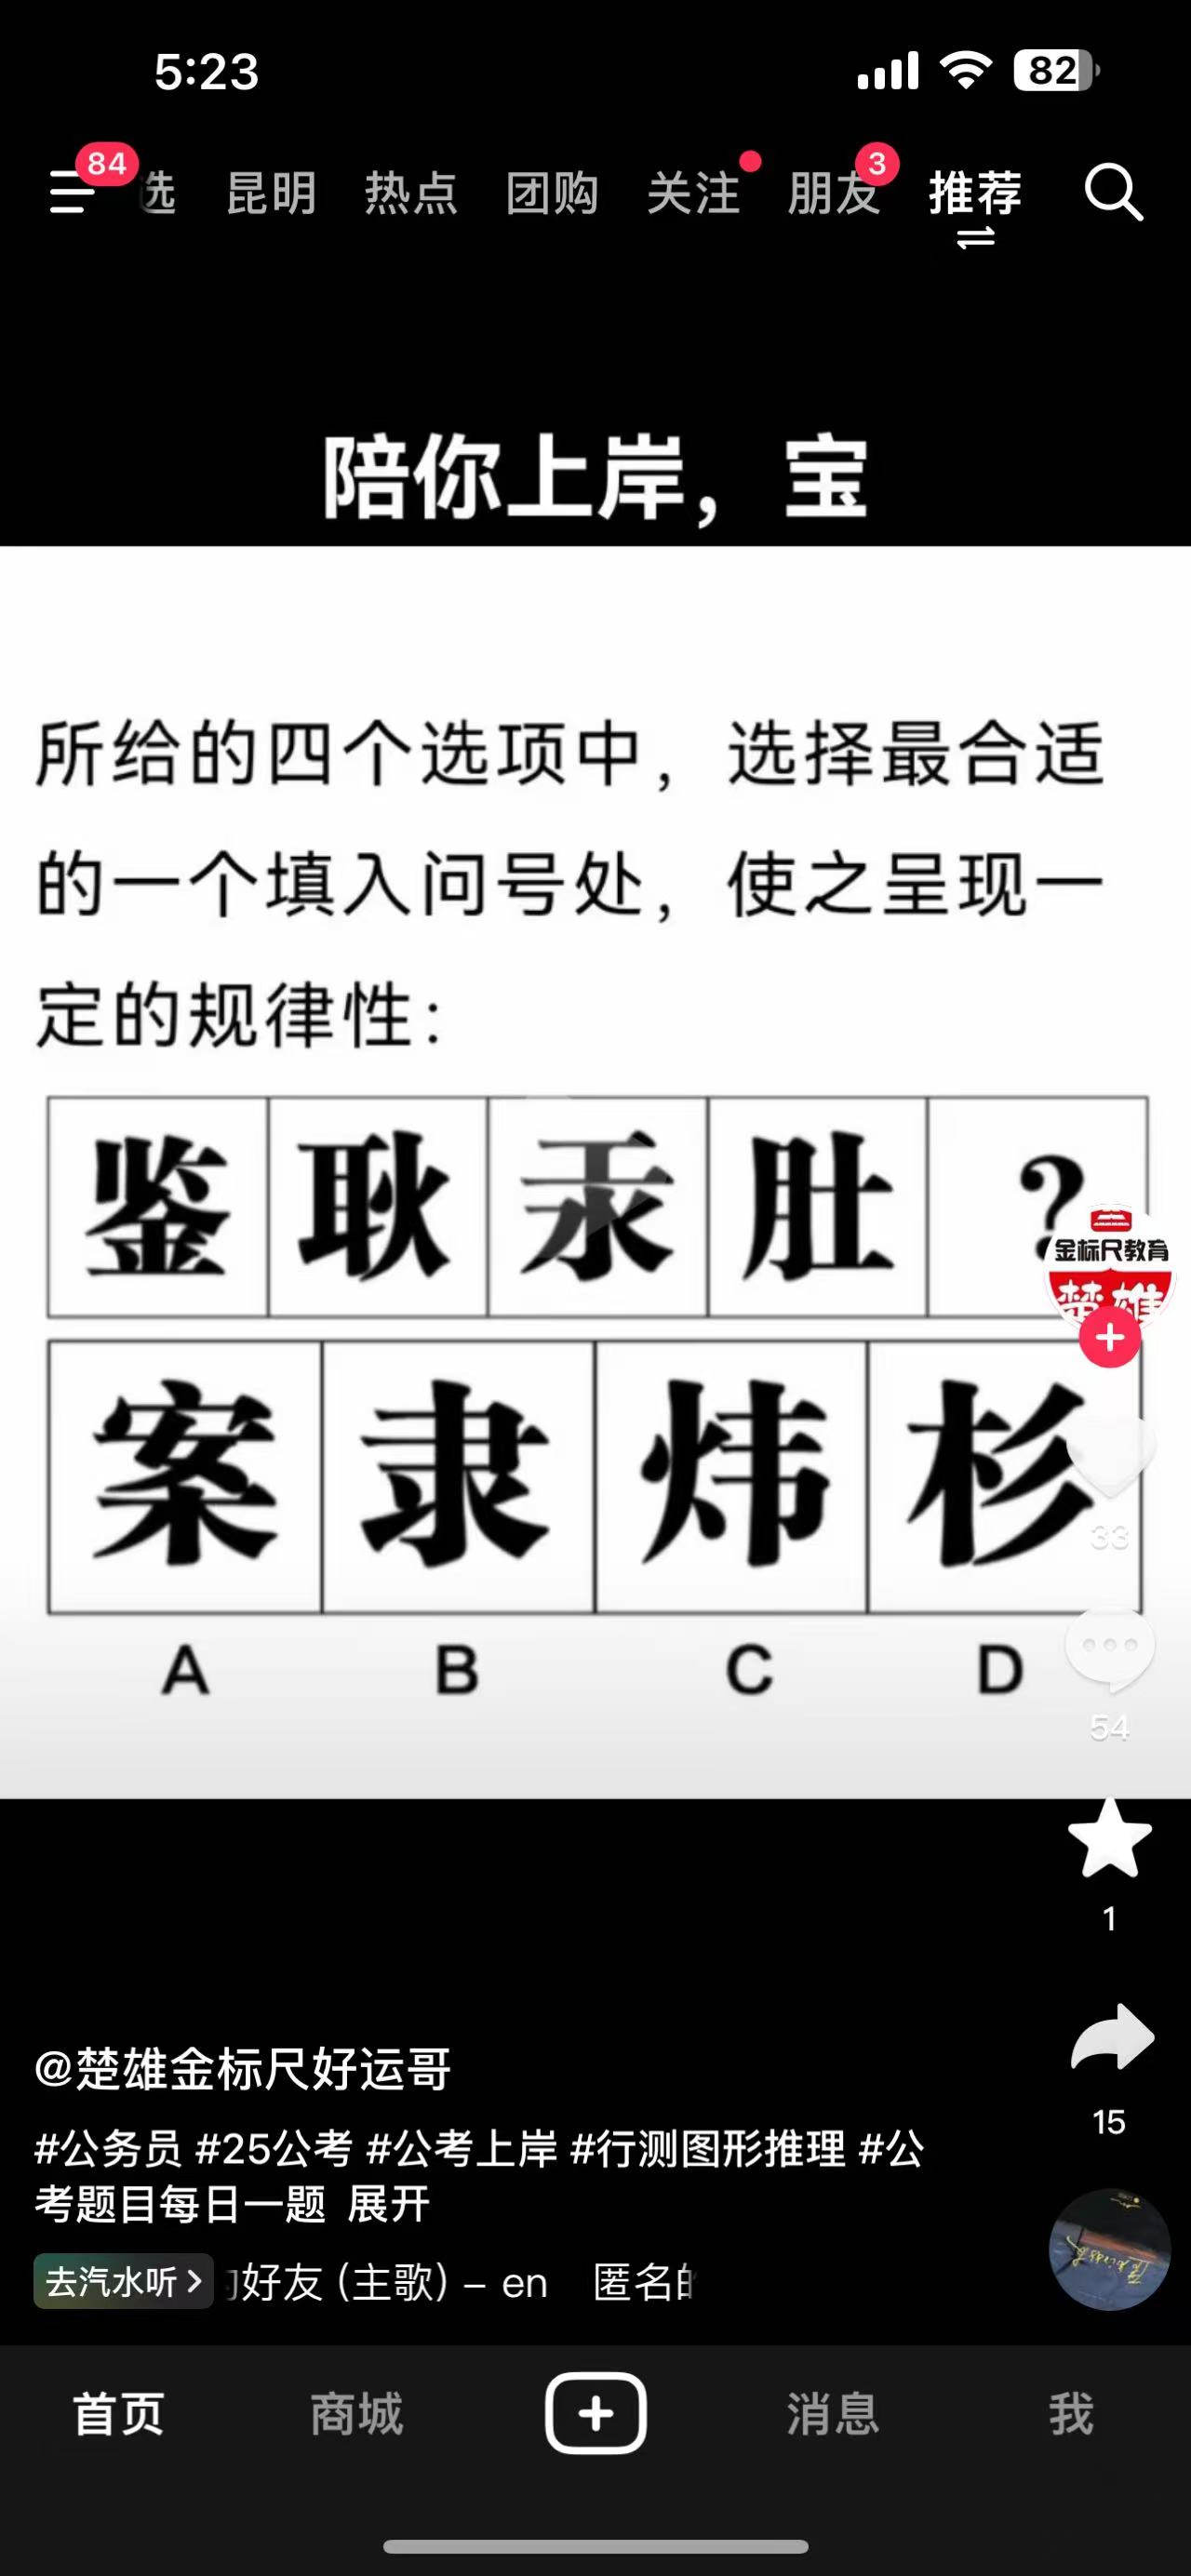 5:23
82
84
选 昆明 热点 团购 关注 朋友 3 推荐
陪你上岸，宝
所给的四个选项中，选择最合适
的一个填入问号处，使之呈现一
定的规律性：
鉴 耿 汞 肚 ?
金标尺教育
楚雄
案 隶 炜 杉
33
A B C D
54
1
15
@楚雄金标尺好运哥
#公务员 #25公考 #公考上岸 #行测图形推理 #公
考题目每日一题 展开
去汽水听 > 好友 (主歌) – en 匿名的
首页 商城 消息 我